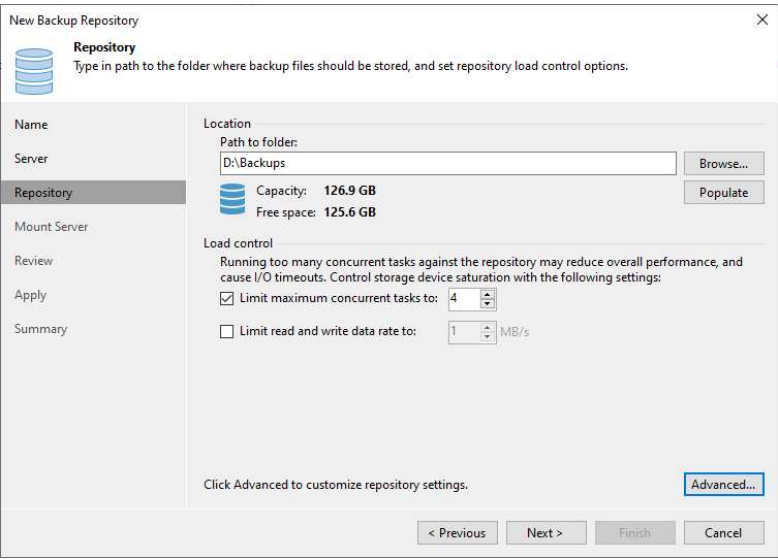 New Backup Repository
Repository
Type in path to the folder where backup files should be stored, and set repository load control options.
Name
Server
Repository
Mount Server
Review
Apply
Summary
Location
Path to folder:
D:\Backups
Browse...
Capacity: 126.9 GB
Populate
Free space: 125.6 GB
Load control
Running too many concurrent tasks against the repository may reduce overall performance, and
cause I/O timeouts. Control storage device saturation with the following settings:
Limit maximum concurrent tasks to: 4
Limit read and write data rate to: 1 MB/s
Click Advanced to customize repository settings.
Advanced...
< Previous
Next >
Finish
Cancel